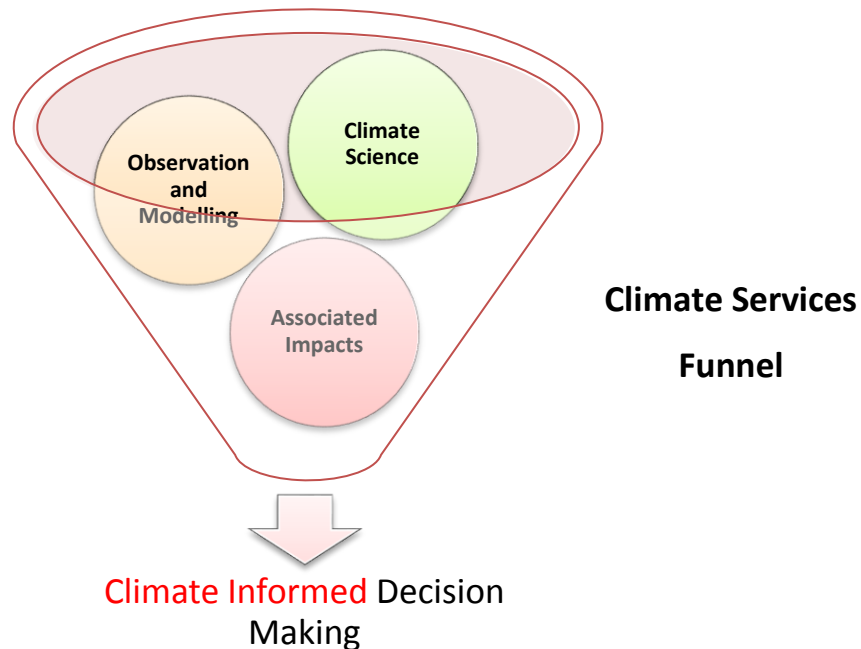 Climate
Science
Observation
and
Modelling
Associated
Impacts
Climate Services
Funnel
Climate Informed Decision
Making